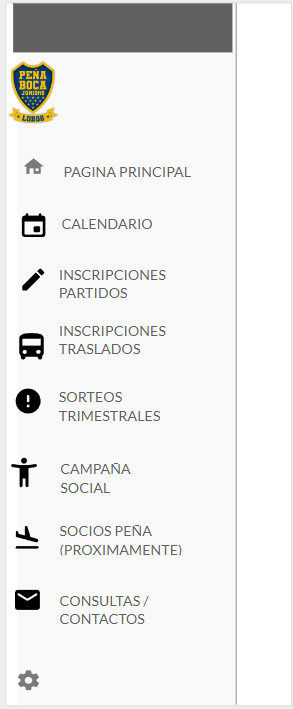 PEÑA
BOCA
JUNIORS
LOBOS
PAGINA PRINCIPAL
CALENDARIO
INSCRIPCIONES
PARTIDOS
INSCRIPCIONES
TRASLADOS
SORTEOS
TRIMESTRALES
CAMPAÑA
SOCIAL
SOCIOS PEÑA
(PROXIMAMENTE)
CONSULTAS /
CONTACTOS